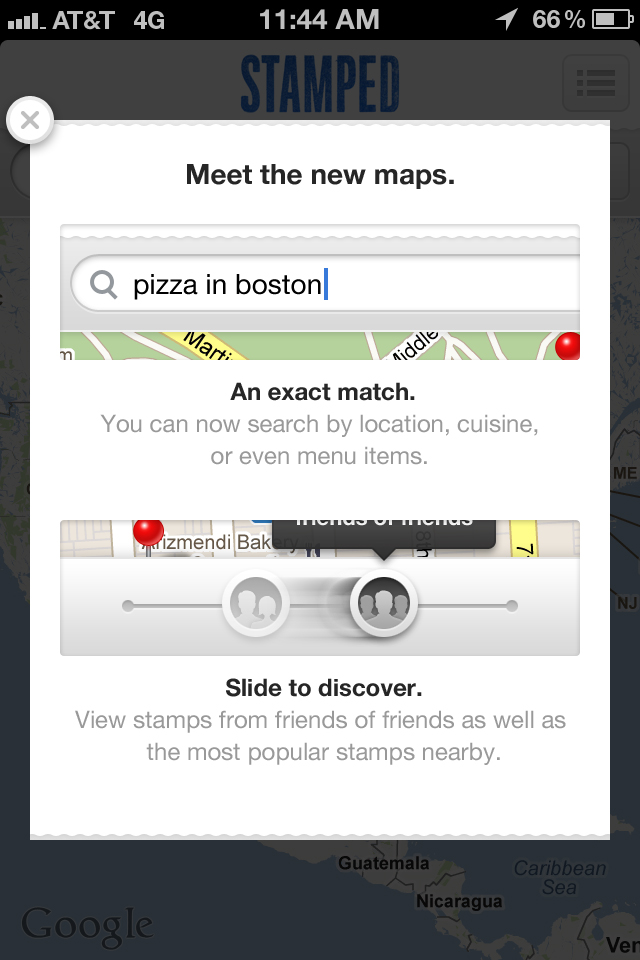 AT&T 4G 11:44 AM 66%
STAMPED
Meet the new maps.
pizza in boston
Marti
Middle
m
An exact match.
You can now search by location, cuisine,
or even menu items.
friends of friends
Arizmendi Bakery
8th
7
Slide to discover.
View stamps from friends of friends as well as
the most popular stamps nearby.
ME
NJ
Guatemala
Caribbean
Sea
Nicaragua
Google
Ven